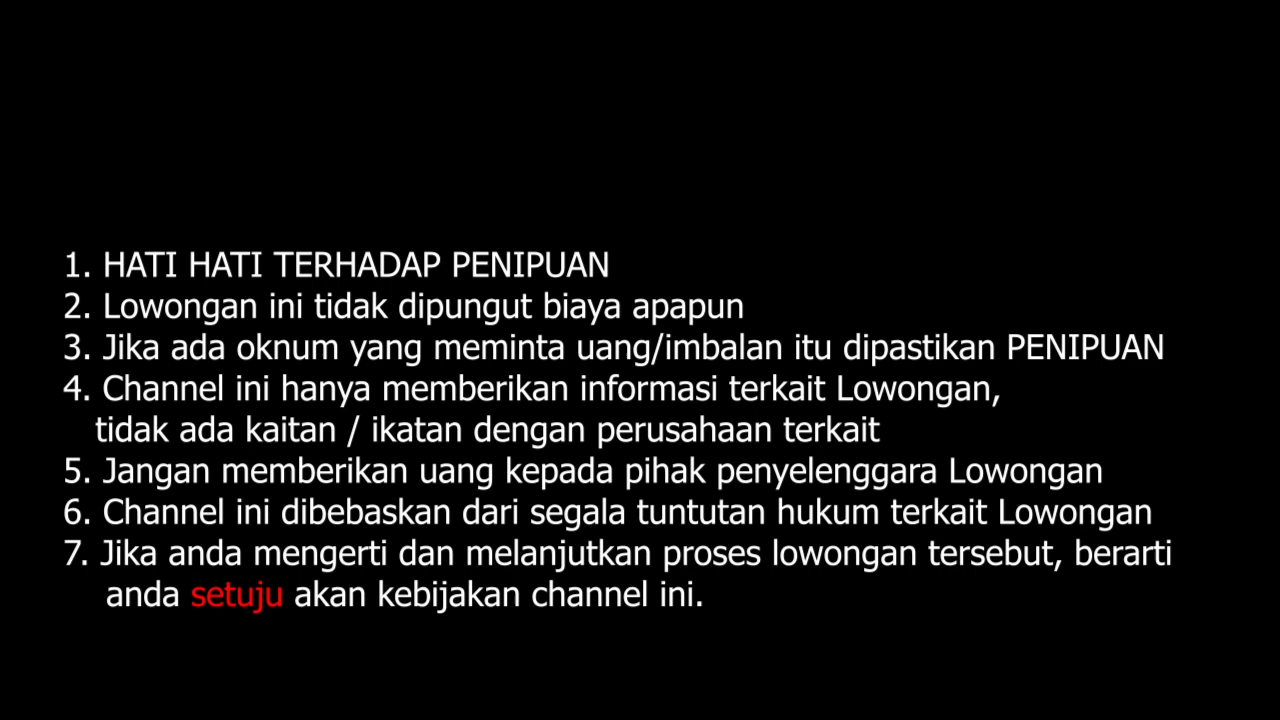 1. HATI HATI TERHADAP PENIPUAN
2. Lowongan ini tidak dipungut biaya apapun
3. Jika ada oknum yang meminta uang/imbalan itu dipastikan PENIPUAN
4. Channel ini hanya memberikan informasi terkait Lowongan,
tidak ada kaitan / ikatan dengan perusahaan terkait
5. Jangan memberikan uang kepada pihak penyelenggara Lowongan
6. Channel ini dibebaskan dari segala tuntutan hukum terkait Lowongan
7. Jika anda mengerti dan melanjutkan proses lowongan tersebut, berarti
anda setuju akan kebijakan channel ini.